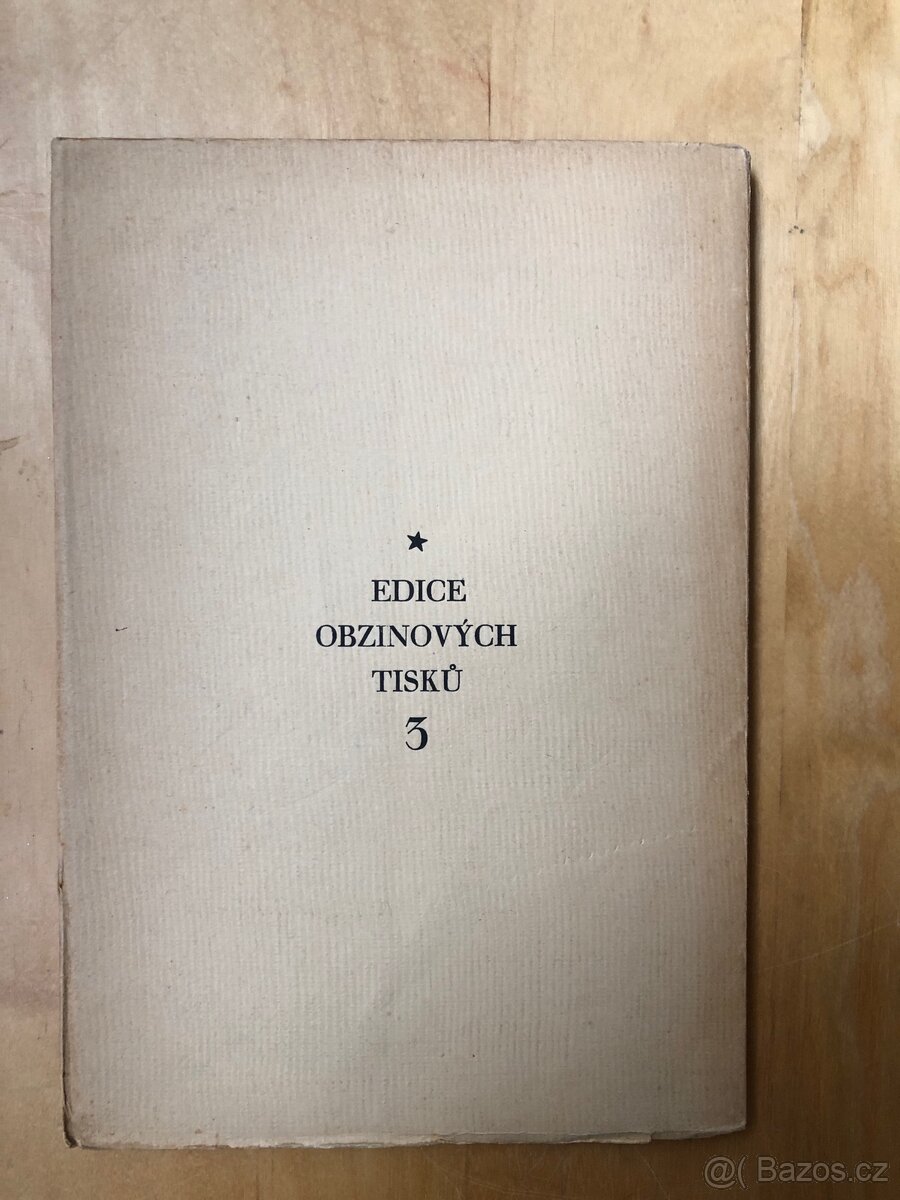 ★
EDICE
OBZINOVÝCH
TISKŮ
3
@( Bazos.cz